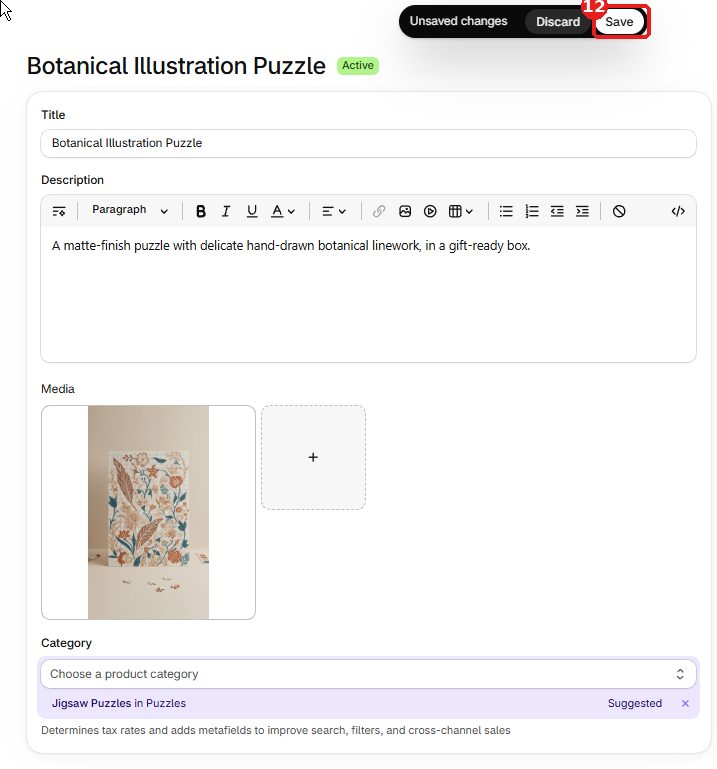 Unsaved changes Discard 12 Save
Botanical Illustration Puzzle Active
Title
Botanical Illustration Puzzle
Description
Paragraph B I U A
A matte-finish puzzle with delicate hand-drawn botanical linework, in a gift-ready box.
Media
+
Category
Choose a product category
Jigsaw Puzzles in Puzzles Suggested ×
Determines tax rates and adds metafields to improve search, filters, and cross-channel sales